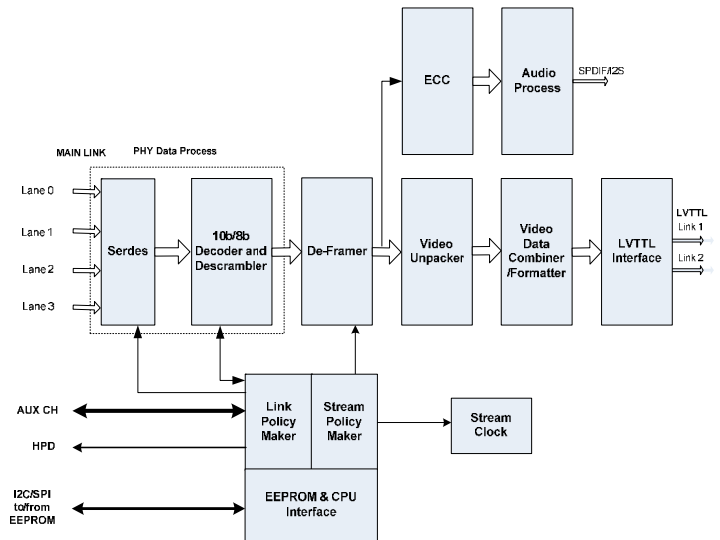 ECC
Audio
Process
SPDIF/I2S
MAIN LINK
PHY Data Process
Lane 0
Lane 1
Lane 2
Lane 3
Serdes
10b/8b
Decoder and
Descrambler
De-Framer
Video
Unpacker
Video
Data
Combiner
/Formatter
LVTTL
Interface
LVTTL
Link 1
Link 2
AUX CH
HPD
I2C/SPI
to/from
EEPROM
Link
Policy
Maker
Stream
Policy
Maker
Stream
Clock
EEPROM & CPU
Interface